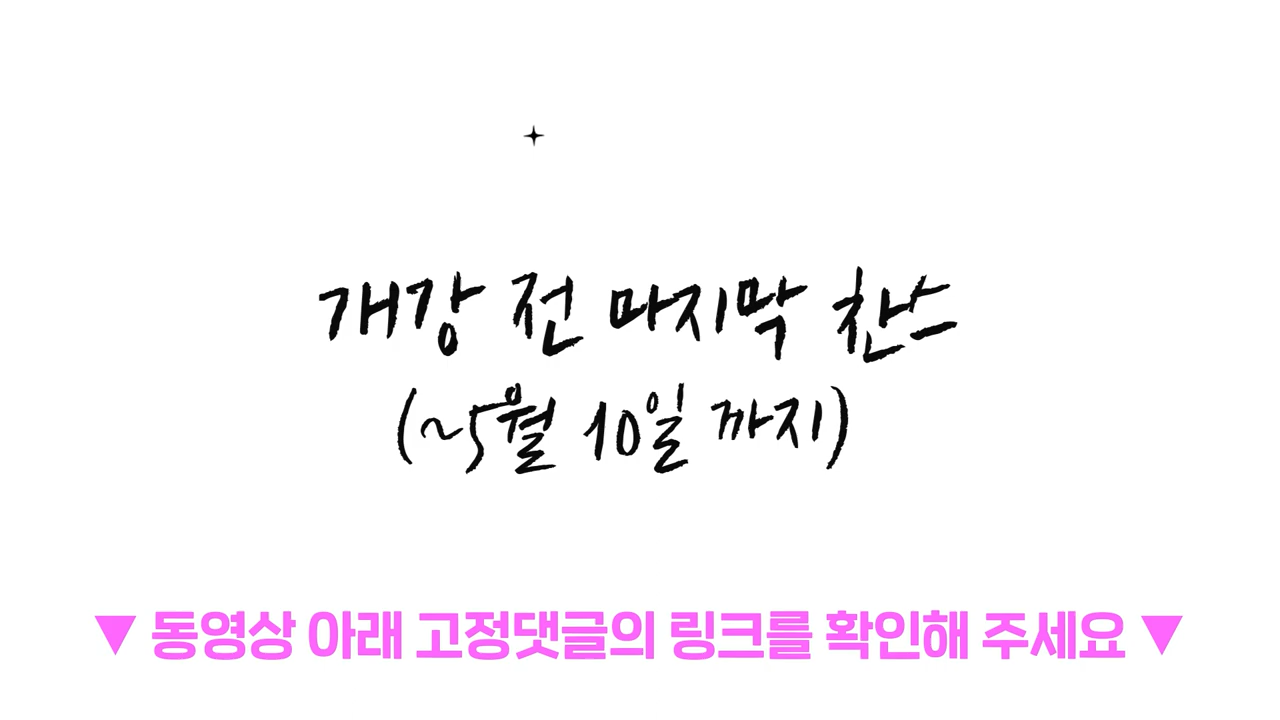 개강 전 마지막 찬스
(~5월 10일 까지)
▼ 동영상 아래 고정댓글의 링크를 확인해 주세요 ▼